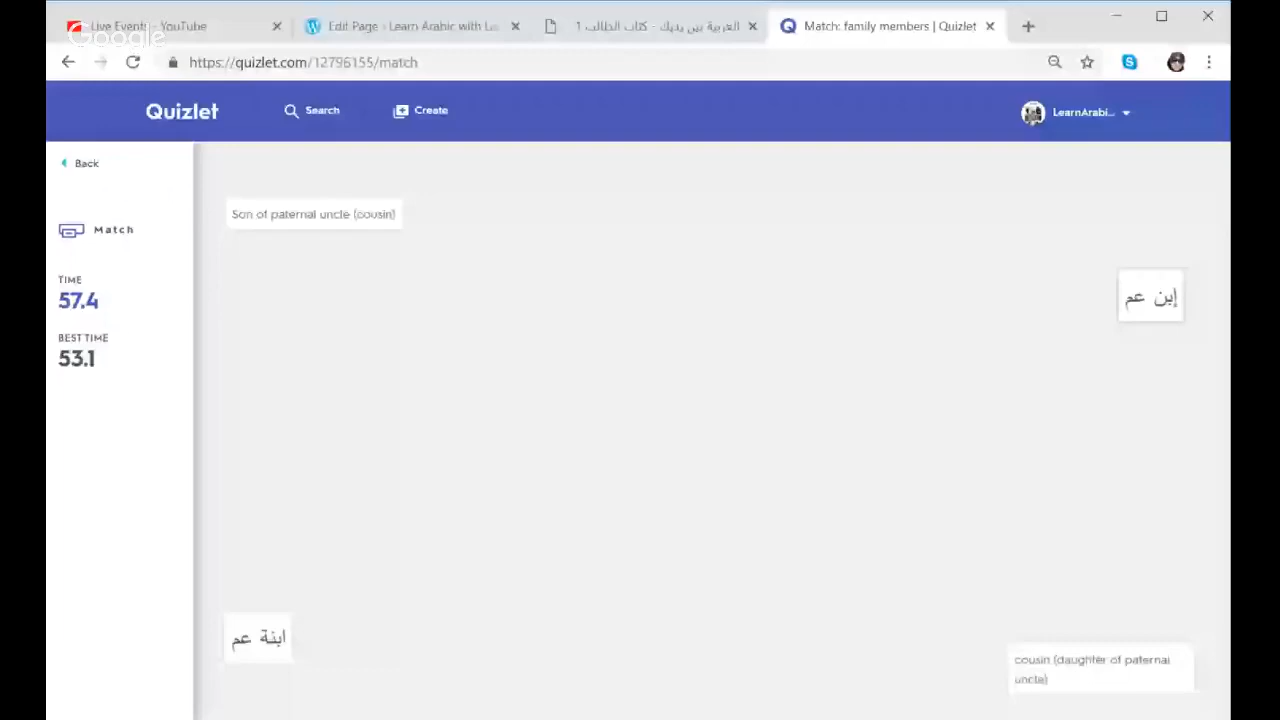 Live Events - YouTube
Edit Page ‹ Learn Arabic with
العربية بين يديك - كتاب الطالب 1
Match: family members | Quizlet
Google
https://quizlet.com/12796155/match
Quizlet
Search
Create
LearnArabi...
Back
Match
TIME
57.4
BEST TIME
53.1
Son of paternal uncle (cousin)
إبن عم
ابنة عم
cousin (daughter of paternal
uncle)